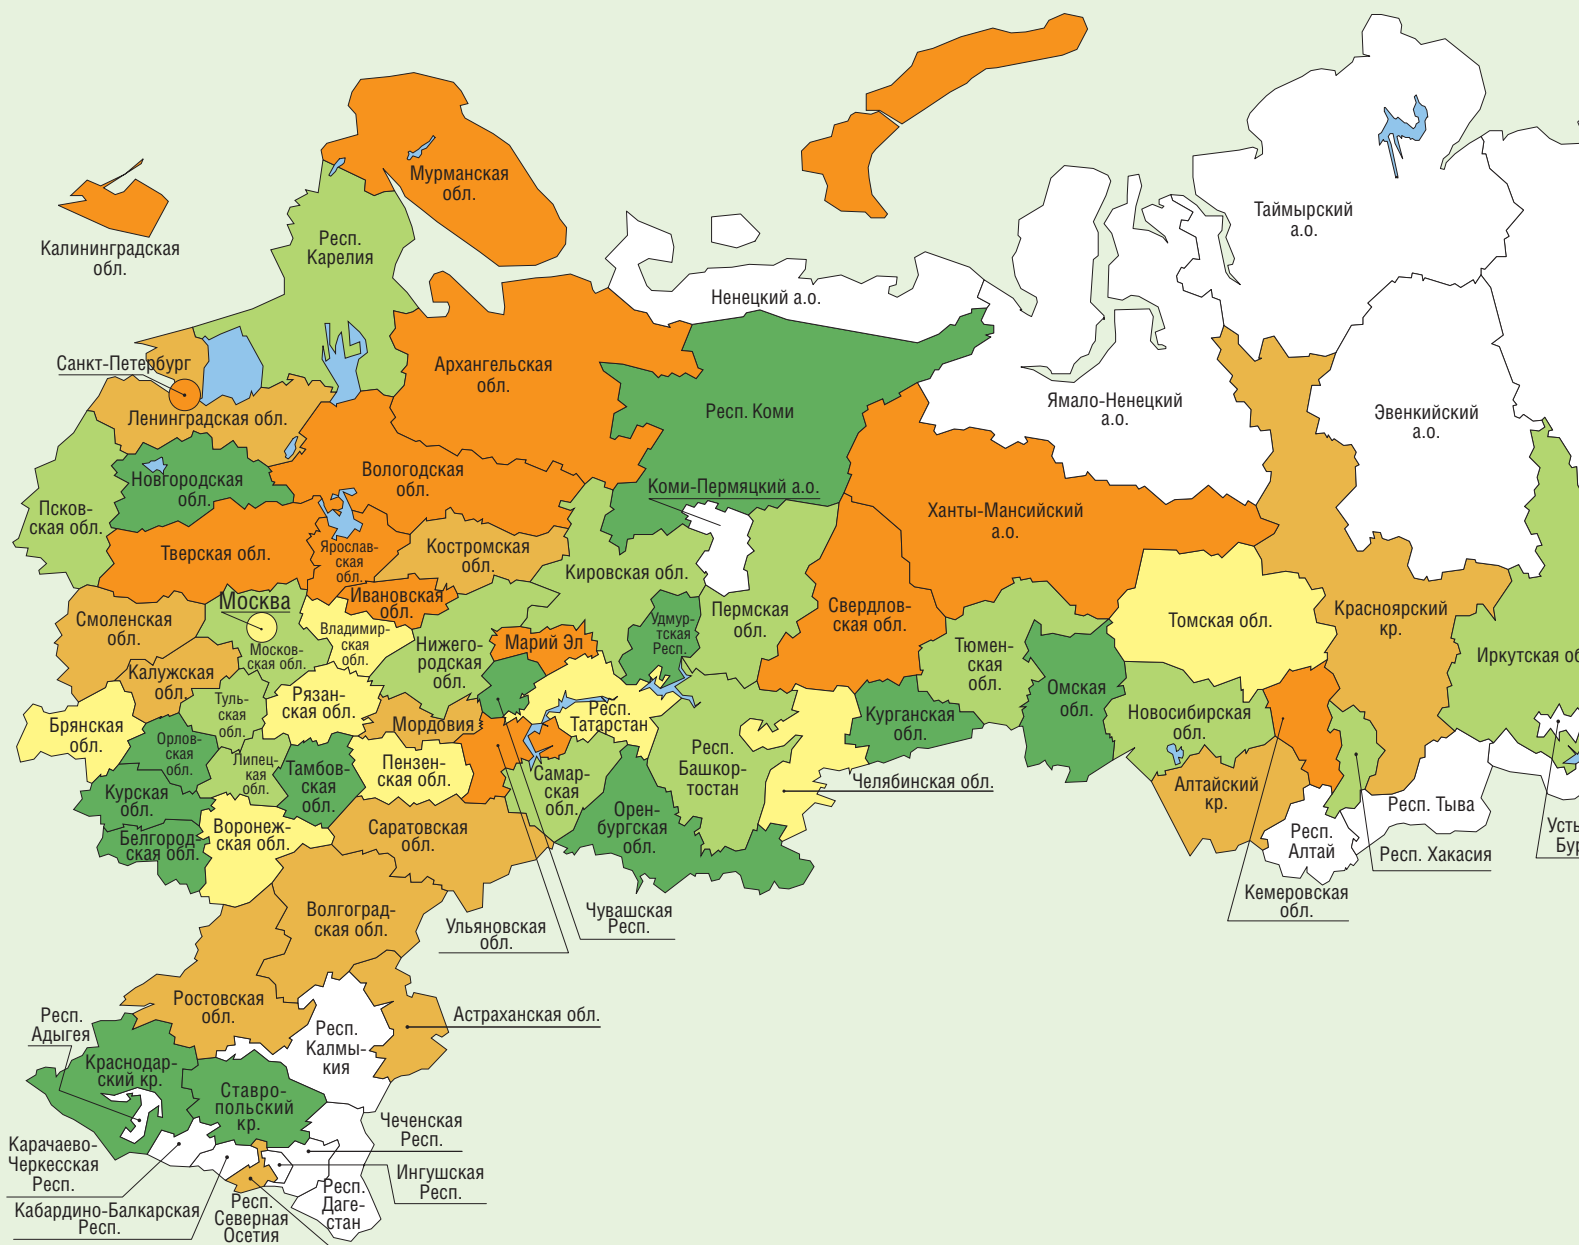 Мурманская
обл.
Калининградская
обл.
Респ.
Карелия
Таймырский
а.о.
Ненецкий а.о.
Санкт-Петербург
Архангельская
обл.
Ленинградская обл.
Респ. Коми
Ямало-Ненецкий
а.о.
Эвенкийский
а.о.
Новгородская
обл.
Вологодская
обл.
Коми-Пермяцкий а.о.
Псков-
ская обл.
Ханты-Мансийский
а.о.
Тверская обл.
Ярослав-
ская
обл.
Костромская
обл.
Кировская обл.
Ивановская
обл.
Москва
Смоленская
обл.
Владимир-
ская
обл.
Москов-
ская обл.
Нижего-
родская
обл.
Марий Эл
Удмур-
тская
Респ.
Пермская
обл.
Свердлов-
ская обл.
Тюмен-
ская
обл.
Томская обл.
Красноярский
кр.
Иркутская об
Калужская
обл.
Туль-
ская
обл.
Рязан-
ская обл.
Мордовия
Респ.
Татарстан
Курганская
обл.
Омская
обл.
Новосибирская
обл.
Брянская
обл.
Орлов-
ская
обл.
Липец-
кая
обл.
Тамбов-
ская
обл.
Пензен-
ская обл.
Самар-
ская
обл.
Респ.
Башкор-
тостан
Челябинская обл.
Алтайский
кр.
Курская
обл.
Белгород-
ская обл.
Воронеж-
ская обл.
Саратовская
обл.
Орен-
бургская
обл.
Респ.
Алтай
Респ. Тыва
Усть
Бур
Респ. Хакасия
Кемеровская
обл.
Волгоград-
ская обл.
Ульяновская
обл.
Чувашская
Респ.
Ростовская
обл.
Астраханская обл.
Респ.
Адыгея
Респ.
Калмы-
кия
Краснодар-
ский кр.
Ставро-
польский
кр.
Чеченская
Респ.
Карачаево-
Черкесская
Респ.
Ингушская
Респ.
Кабардино-Балкарская
Респ.
Респ.
Северная
Осетия
Респ.
Даге-
стан